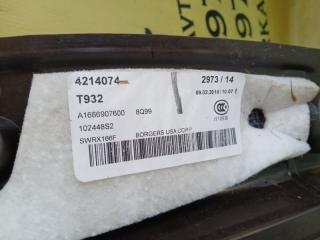 4214074
2973 / 14
T932
09.02.2018 / 10:07
A1666907600 8Q99
102448S2
SWRX166F
BORGERS USA CORP